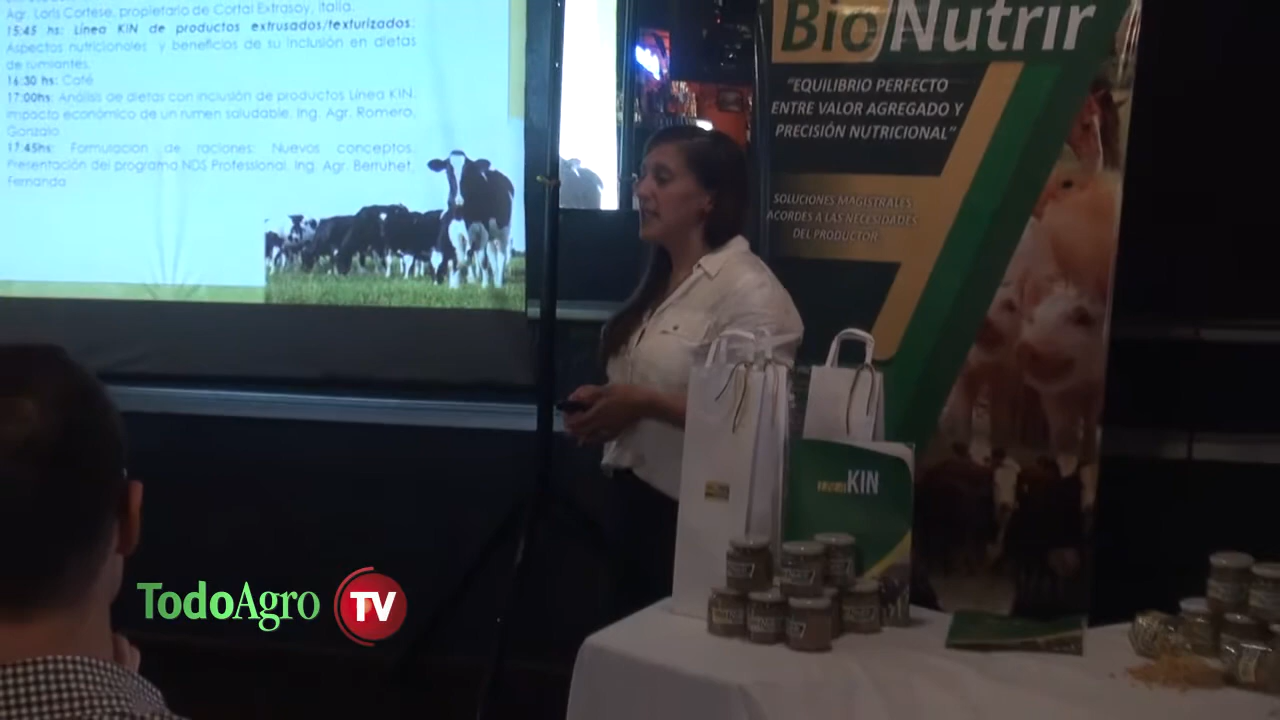 Agr. Loris Cortese, propietario de Cortal Extrasoy, Italia.
15:45 hs: Línea KIN de productos extrusados/texturizados:
Aspectos nutricionales y beneficios de su inclusión en dietas
de rumiantes.
16:30 hs: Café
17:00hs: Análisis de dietas con inclusión de productos Línea KIN.
Impacto económico de un rumen saludable. Ing. Agr. Romero,
Gonzalo
17:45hs: Formulacion de raciones: Nuevos conceptos.
Presentación del programa NDS Professional. Ing. Agr. Berruhet,
Fernanda
BioNutrir
"EQUILIBRIO PERFECTO
ENTRE VALOR AGREGADO Y
PRECISIÓN NUTRICIONAL"
SOLUCIONES MAGISTRALES
ACORDES A LAS NECESIDADES
DEL PRODUCTOR
KIN
TodoAgro TV